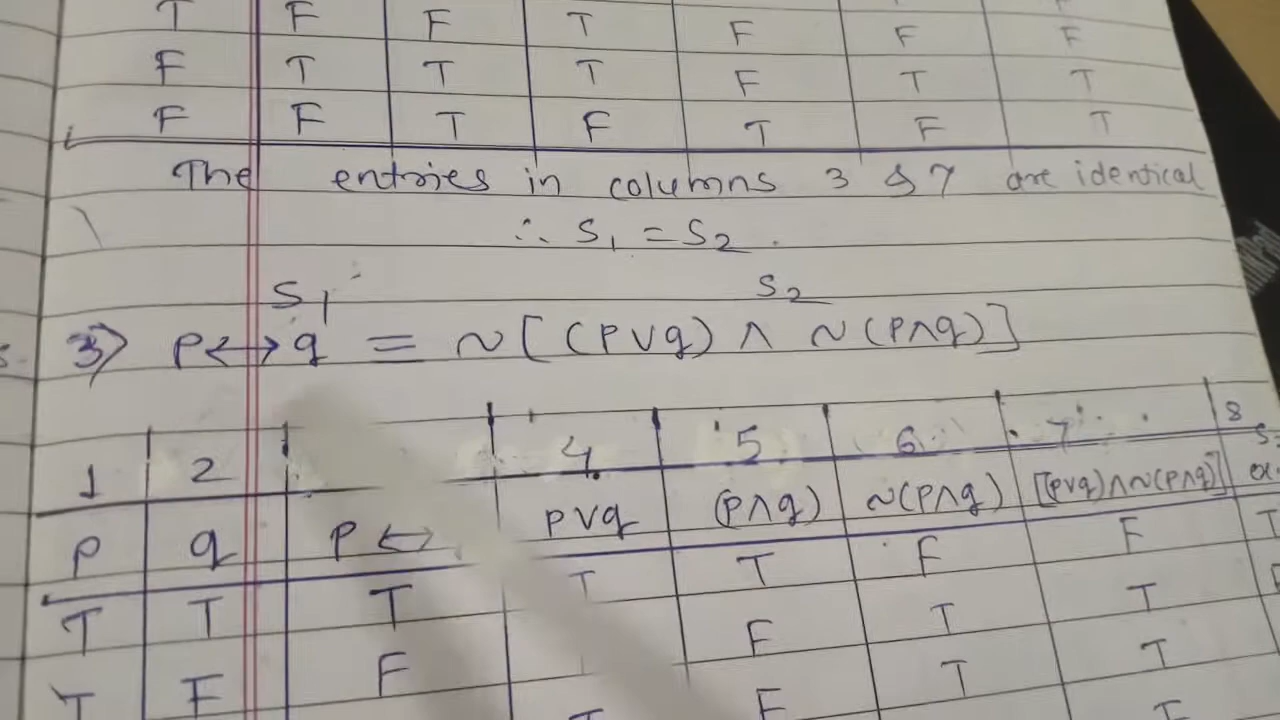 T F F T F F F
F T T T F T T
F F T F T F T
The entries in columns 3 & 7 are identical
∴ S₁ = S₂.
S₁ S₂
3) p↔q = ~[(p∨q) ∧ ~(p∧q)]
1 2 4 5 6 7 8
p q p ↔ p∨q (p∧q) ~(p∧q) [(p∨q)∧~(p∧q)]
T T T T T F F T
T F F F T T
F T T